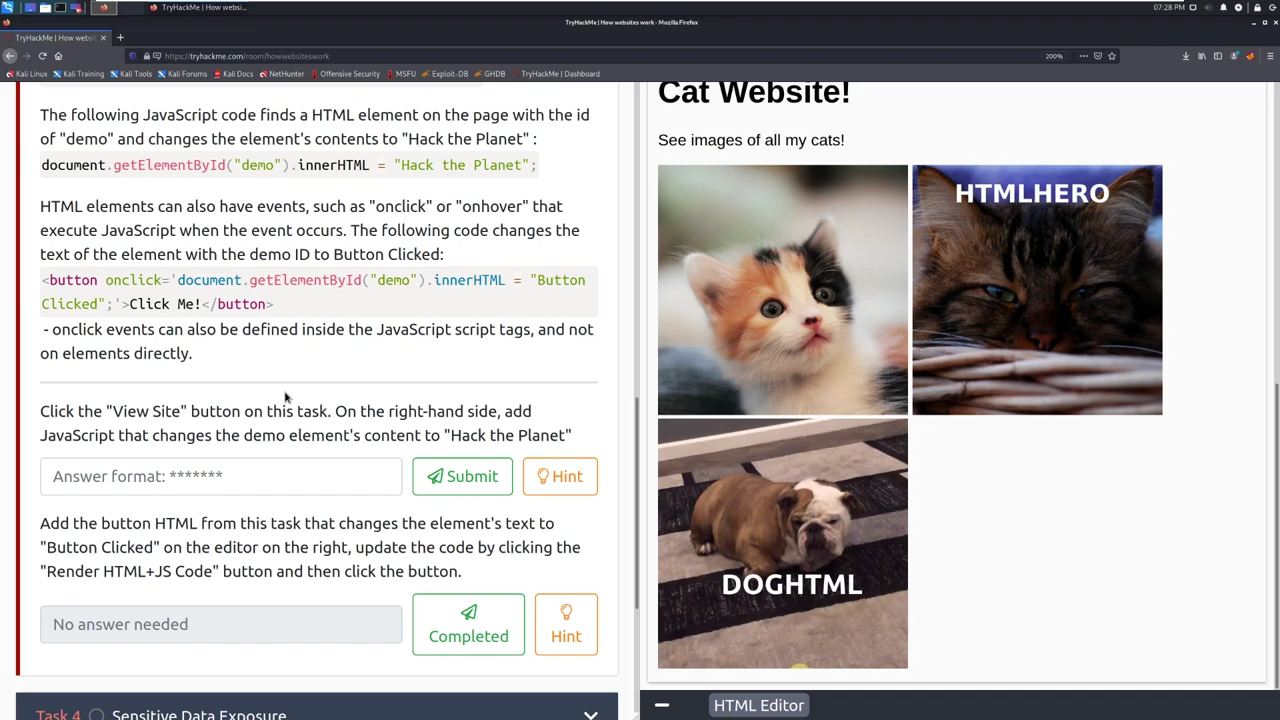 TryHackMe | How websi...
07:28 PM
TryHackMe | How websites work - Mozilla Firefox
TryHackMe | How websit
https://tryhackme.com/room/howwebsiteswork
200%
Kali Linux
Kali Training
Kali Tools
Kali Forums
Kali Docs
NetHunter
Offensive Security
MSFU
Exploit-DB
GHDB
TryHackMe | Dashboard
The following JavaScript code finds a HTML element on the page with the id
of "demo" and changes the element's contents to "Hack the Planet" :
document.getElementById("demo").innerHTML = "Hack the Planet";
HTML elements can also have events, such as "onclick" or "onhover" that
execute JavaScript when the event occurs. The following code changes the
text of the element with the demo ID to Button Clicked:
<button onclick='document.getElementById("demo").innerHTML = "Button
Clicked";'>Click Me!</button>
- onclick events can also be defined inside the JavaScript script tags, and not
on elements directly.
Click the "View Site" button on this task. On the right-hand side, add
JavaScript that changes the demo element's content to "Hack the Planet"
Answer format: *******
Submit
Hint
Add the button HTML from this task that changes the element's text to
"Button Clicked" on the editor on the right, update the code by clicking the
"Render HTML+JS Code" button and then click the button.
No answer needed
Completed
Hint
Task 4
Sensitive Data Exposure
Cat Website!
See images of all my cats!
HTMLHERO
DOGHTML
HTML Editor